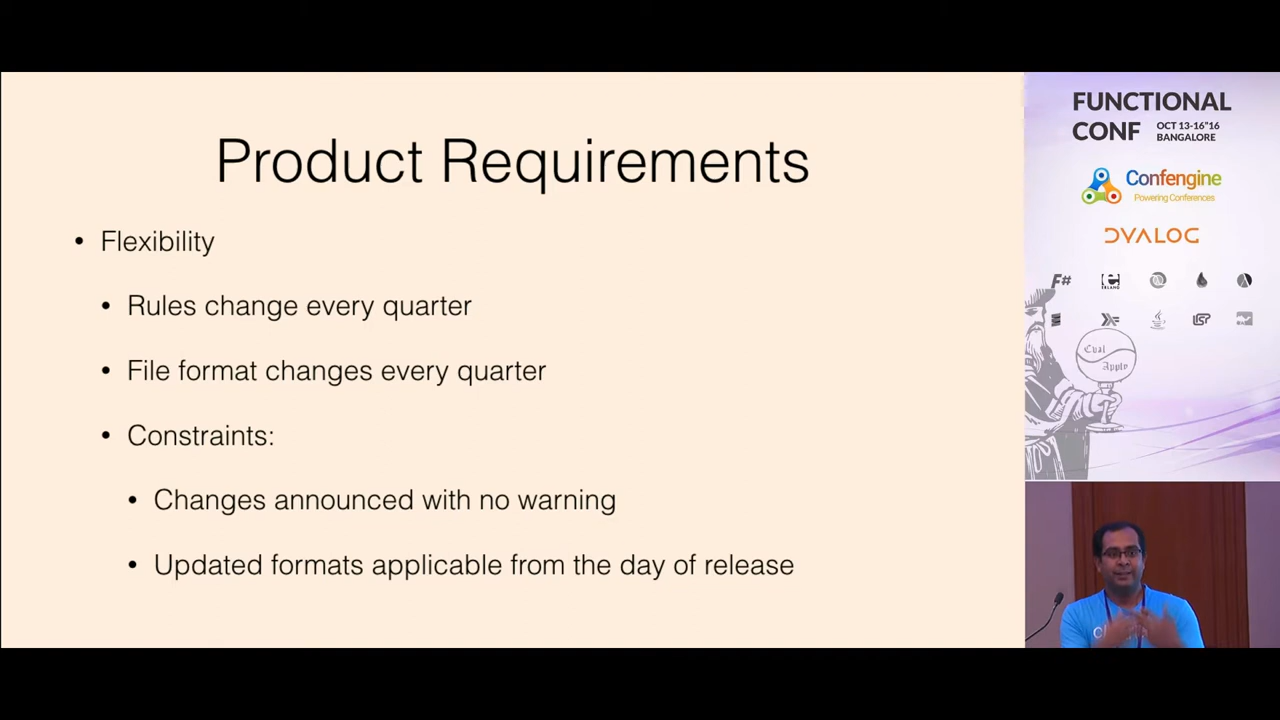 Product Requirements
• Flexibility
• Rules change every quarter
• File format changes every quarter
• Constraints:
• Changes announced with no warning
• Updated formats applicable from the day of release
FUNCTIONAL
CONF OCT 13-16"16
BANGALORE
Confengine
Powering Conferences
DYALOG
F#
ERLANG
LISP
Eval
Apply